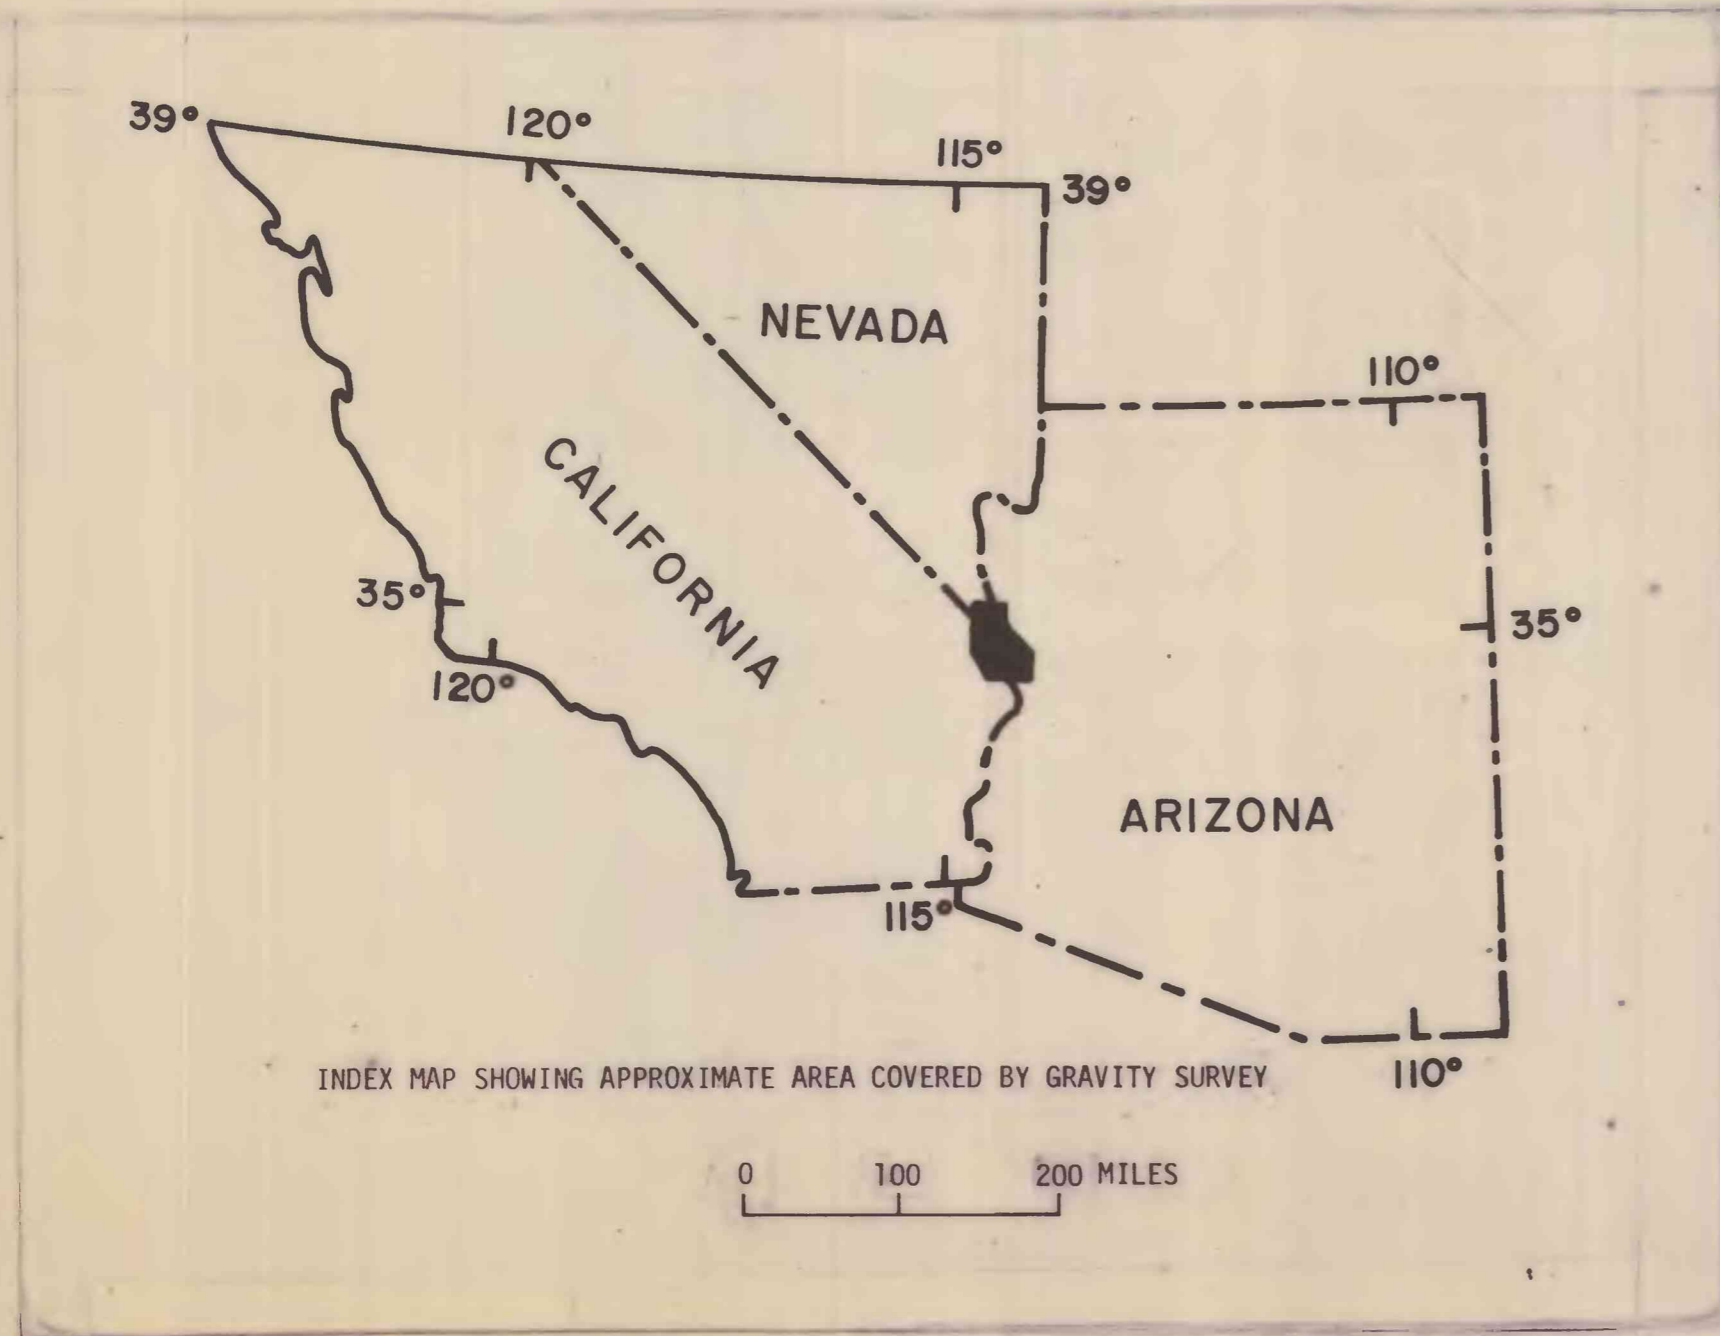 39°
120°
115°
39°
NEVADA
110°
CALIFORNIA
35°
35°
120°
ARIZONA
115°
110°
INDEX MAP SHOWING APPROXIMATE AREA COVERED BY GRAVITY SURVEY
0 100 200 MILES